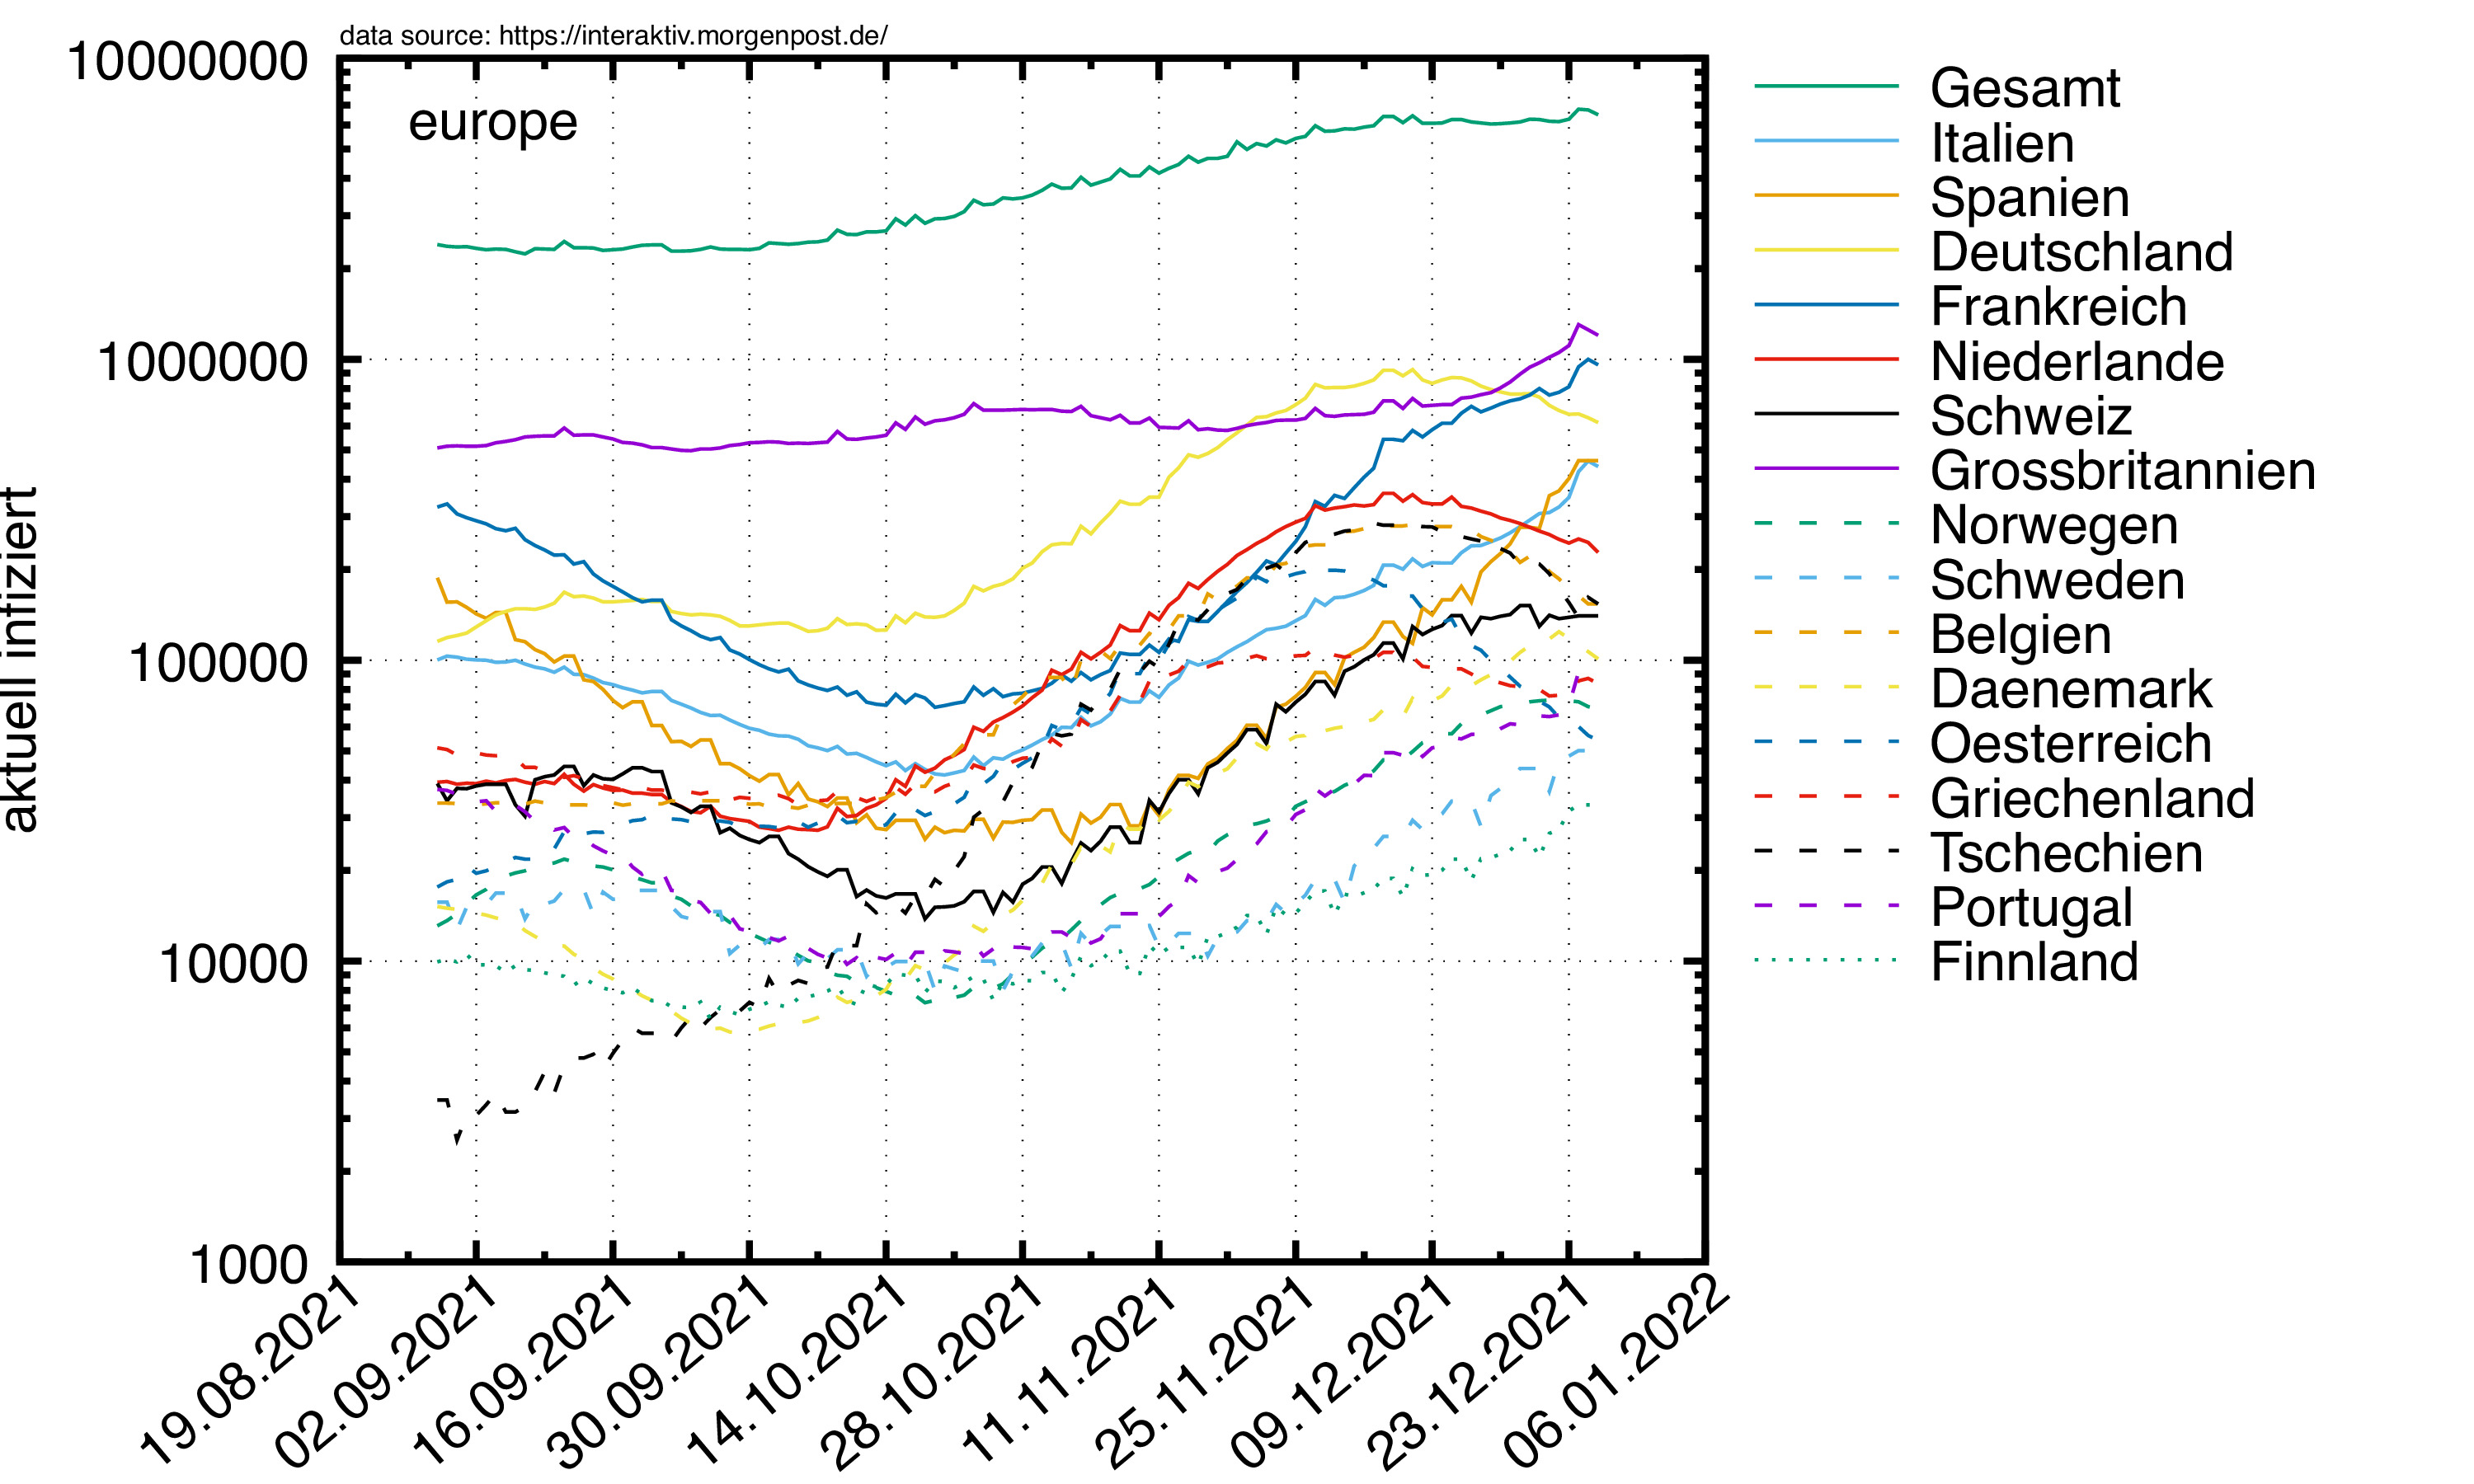 data source: https://interaktiv.morgenpost.de/
10000000
1000000
100000
10000
1000
aktuell infiziert
europe
19.08.2021
02.09.2021
16.09.2021
30.09.2021
14.10.2021
28.10.2021
11.11.2021
25.11.2021
09.12.2021
23.12.2021
06.01.2022
Gesamt
Italien
Spanien
Deutschland
Frankreich
Niederlande
Schweiz
Grossbritannien
Norwegen
Schweden
Belgien
Daenemark
Oesterreich
Griechenland
Tschechien
Portugal
Finnland